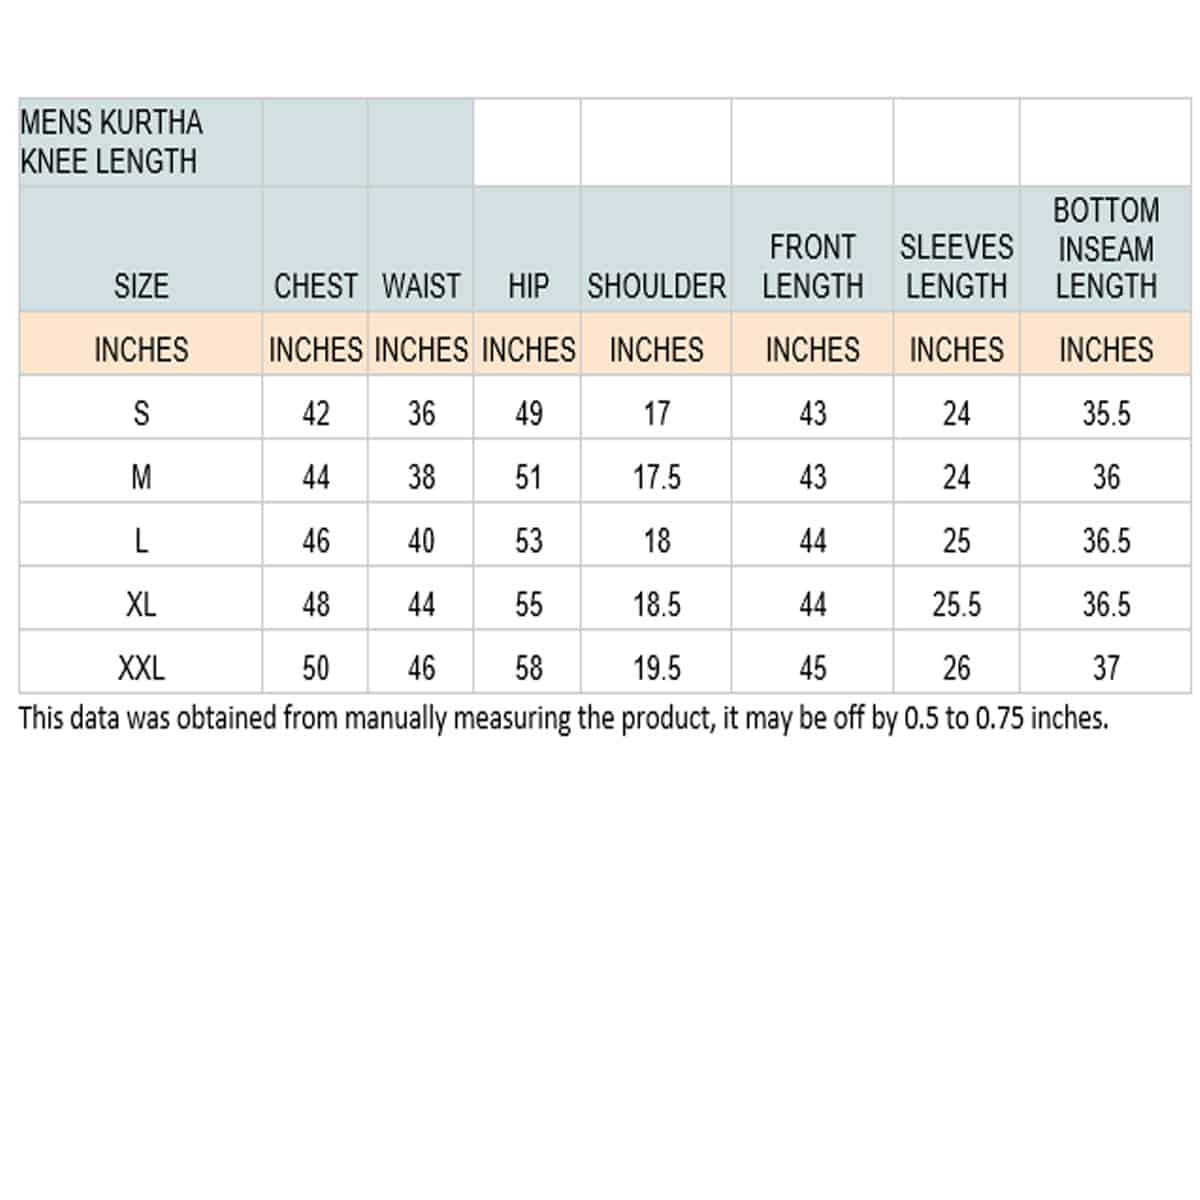 MENS KURTHA
KNEE LENGTH
SIZE CHEST WAIST HIP SHOULDER FRONT LENGTH SLEEVES LENGTH BOTTOM INSEAM LENGTH
INCHES INCHES INCHES INCHES INCHES INCHES INCHES INCHES
S 42 36 49 17 43 24 35.5
M 44 38 51 17.5 43 24 36
L 46 40 53 18 44 25 36.5
XL 48 44 55 18.5 44 25.5 36.5
XXL 50 46 58 19.5 45 26 37
This data was obtained from manually measuring the product, it may be off by 0.5 to 0.75 inches.